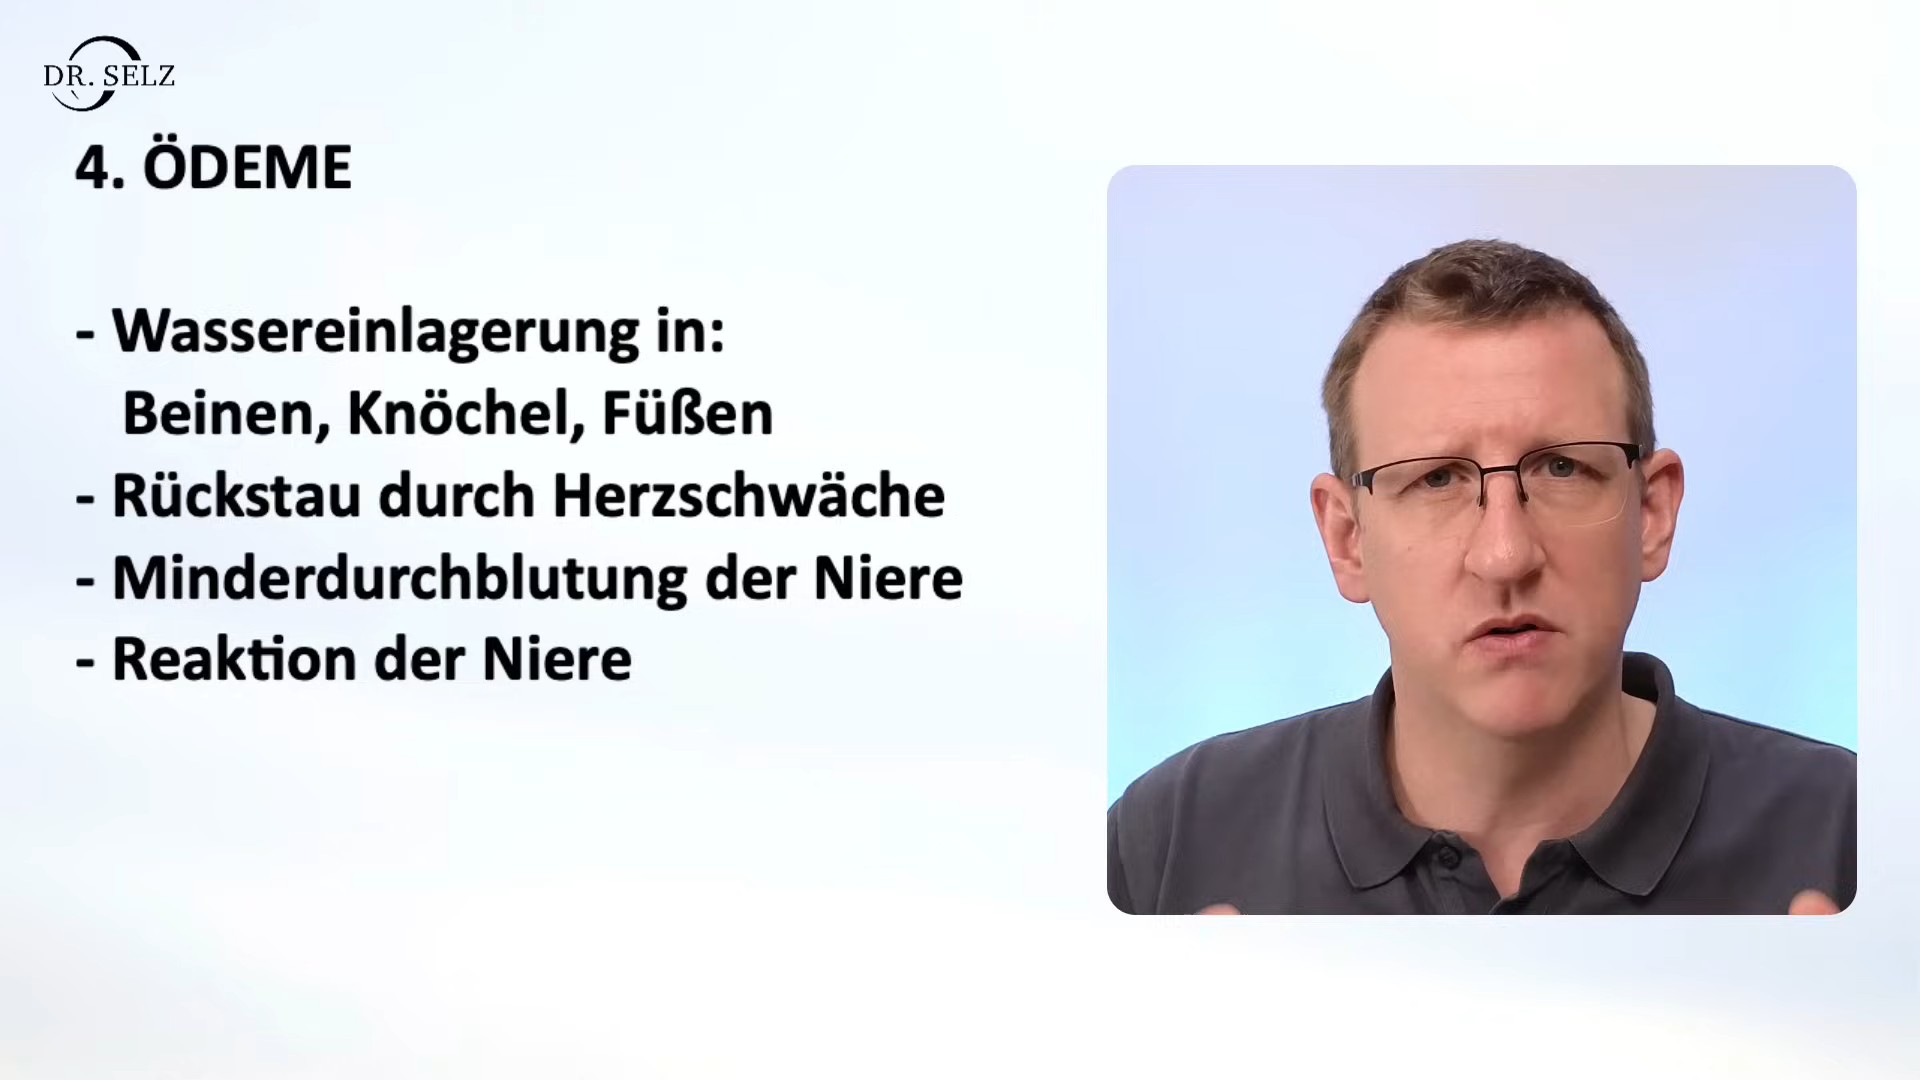 DR. SELZ
4. ÖDEME
- Wassereinlagerung in:
Beinen, Knöchel, Füßen
- Rückstau durch Herzschwäche
- Minderdurchblutung der Niere
- Reaktion der Niere